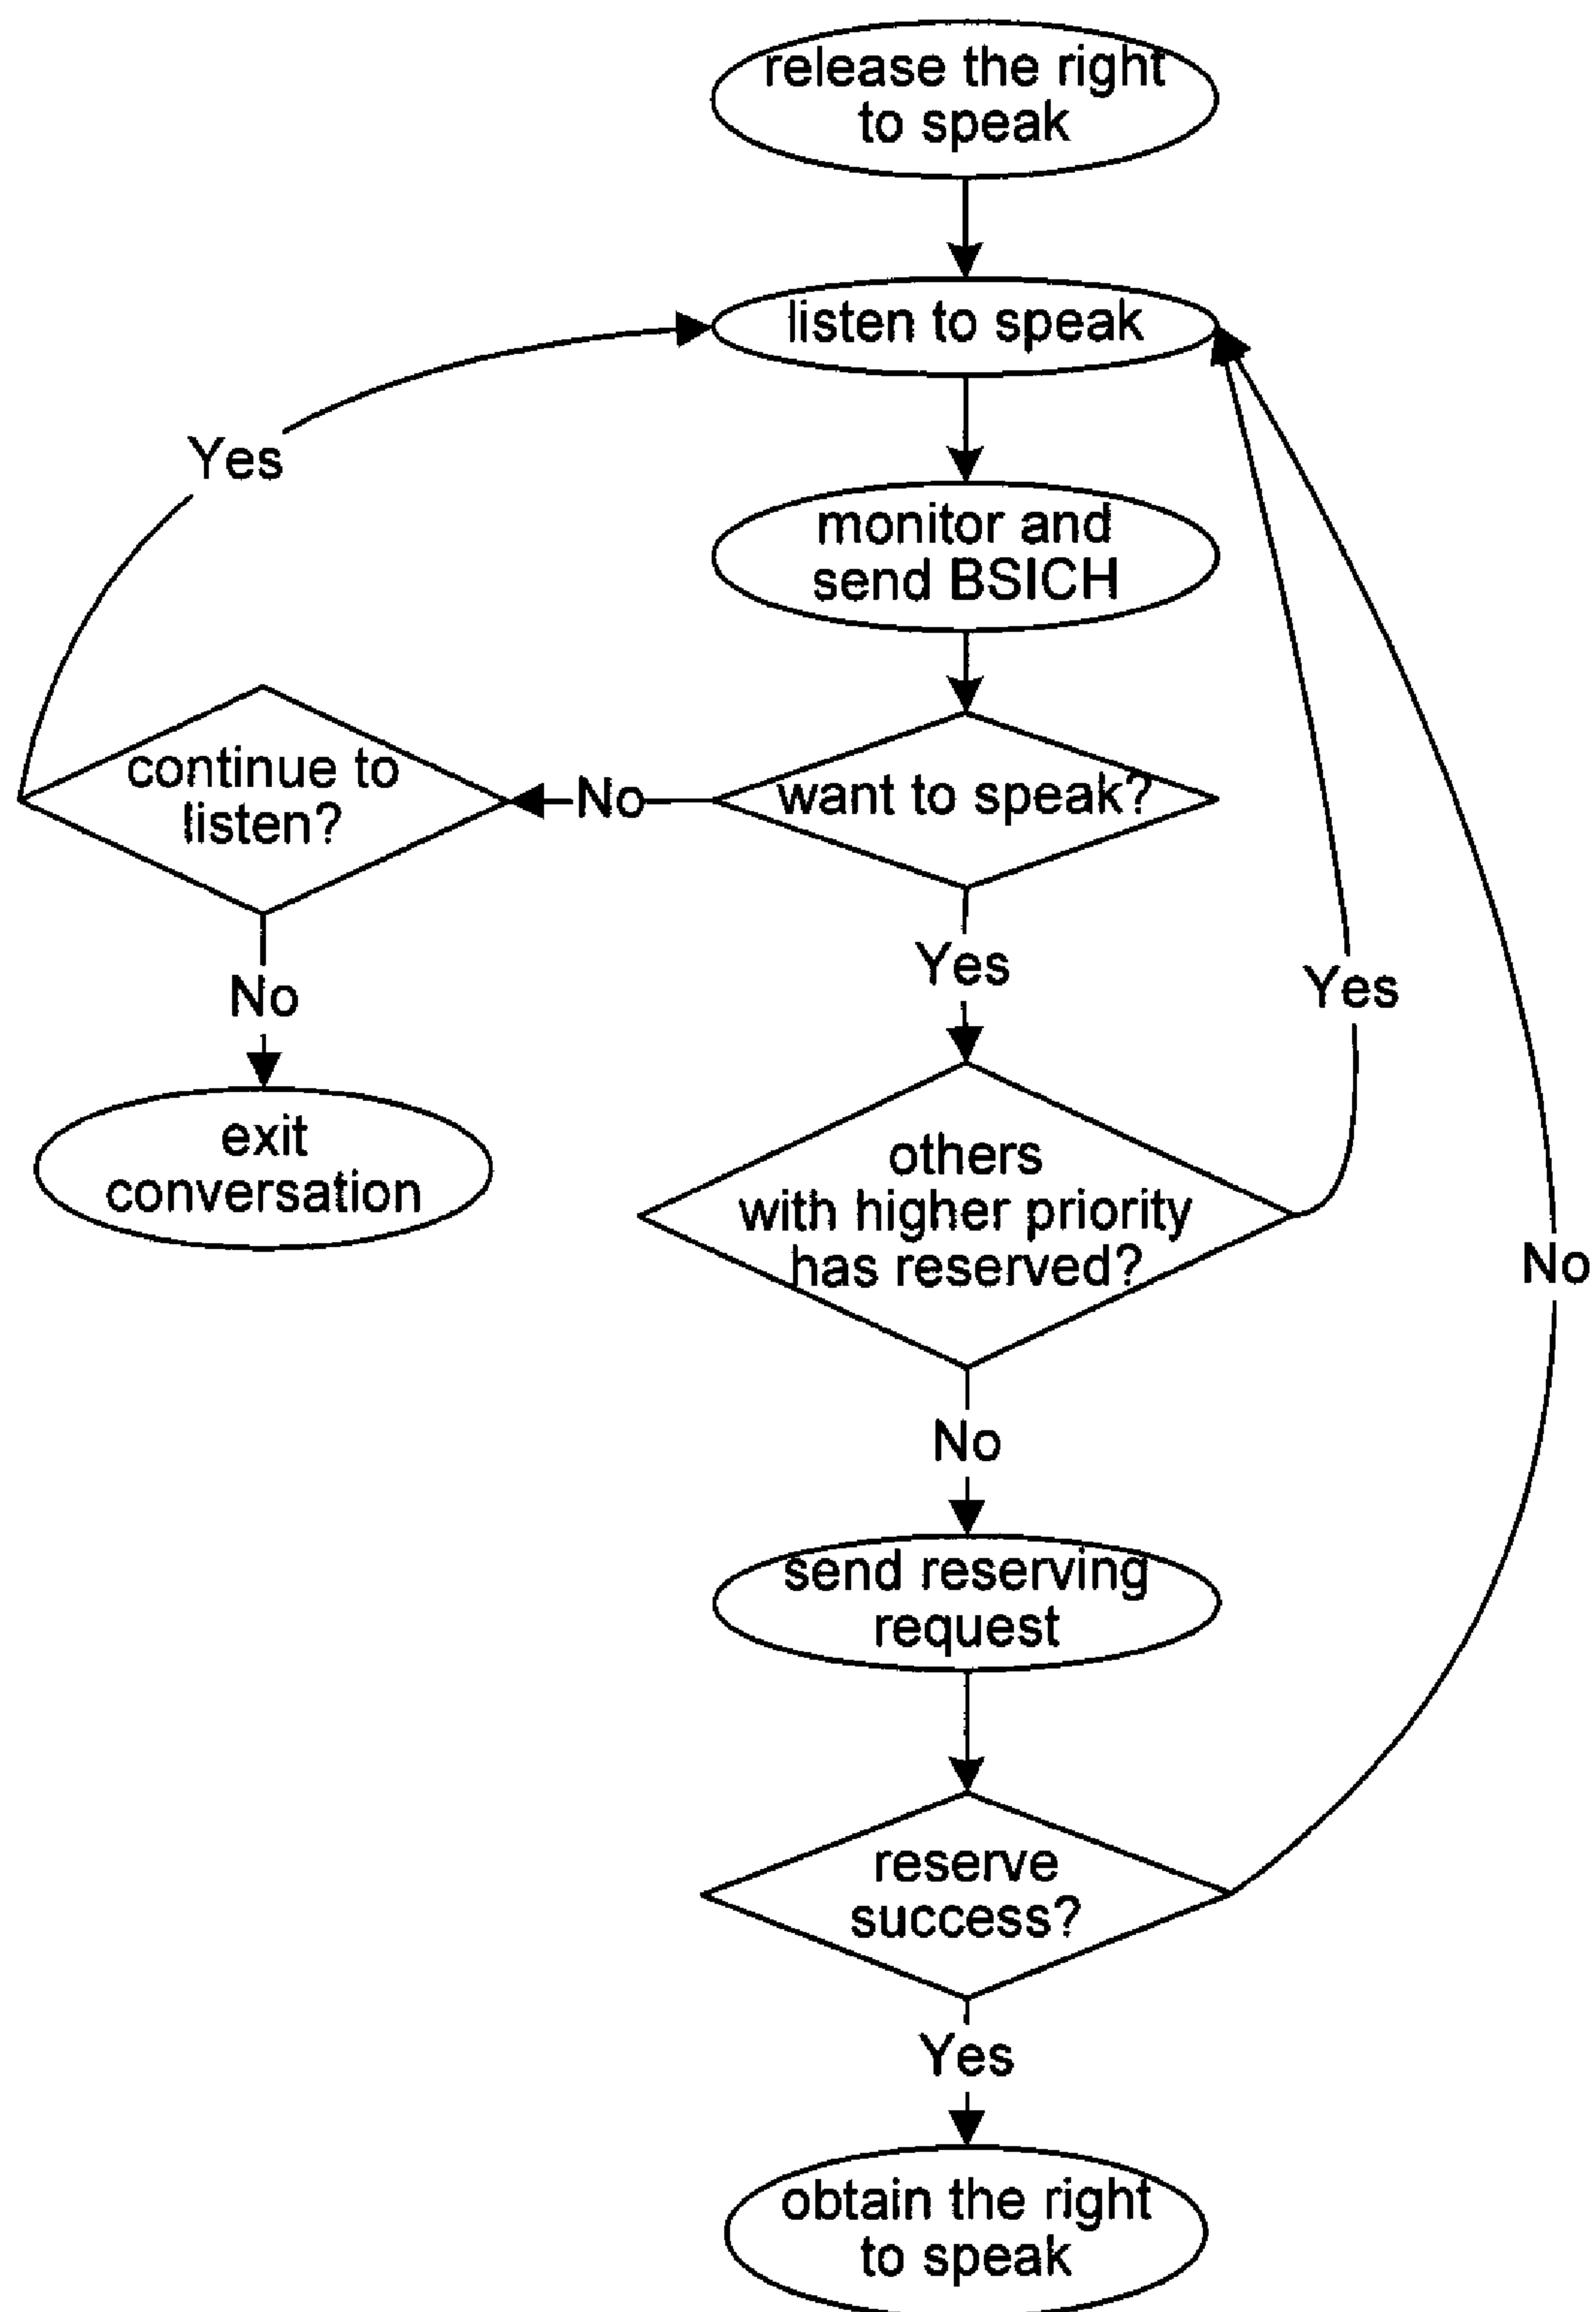 release the right
to speak
listen to speak
Yes
monitor and
send BSICH
continue to
listen?
No
want to speak?
No
Yes
Yes
exit
conversation
others
with higher priority
has reserved?
No
No
send reserving
request
reserve
success?
Yes
obtain the right
to speak